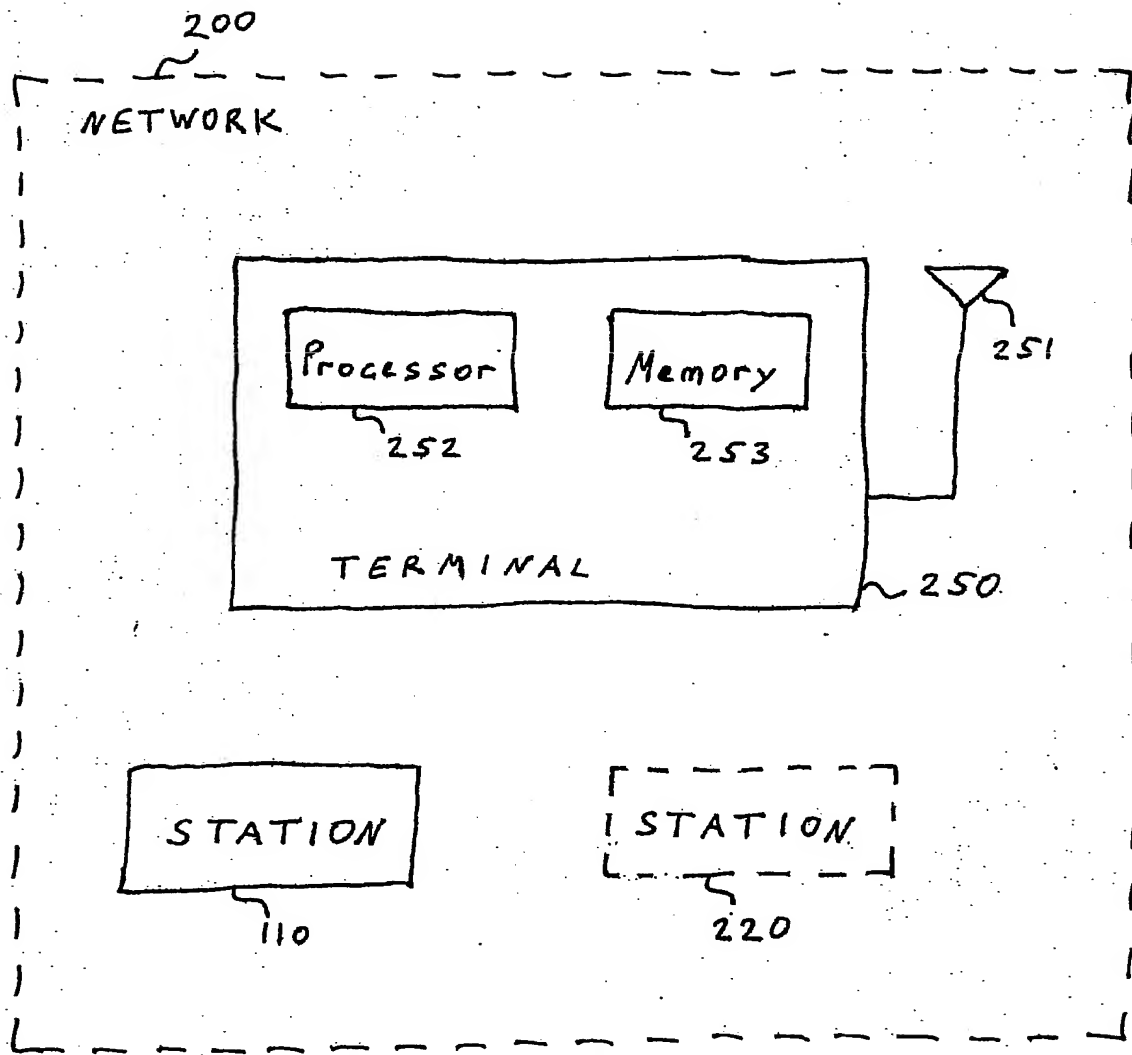 200
NETWORK
Processor
Memory
251
252
253
TERMINAL
250
STATION
STATION
110
220